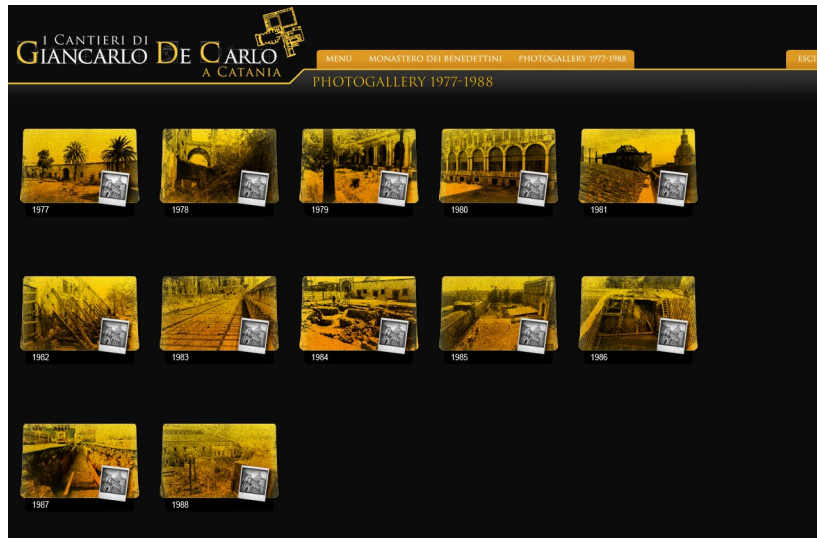 I CANTIERI DI
GIANCARLO DE CARLO
A CATANIA
MENU MONASTERO DEI BENEDETTINI PHOTOGALLERY 1977-1988 ESCI
PHOTOGALLERY 1977-1988
1977 1978 1979 1980 1981
1982 1983 1984 1985 1986
1987 1988